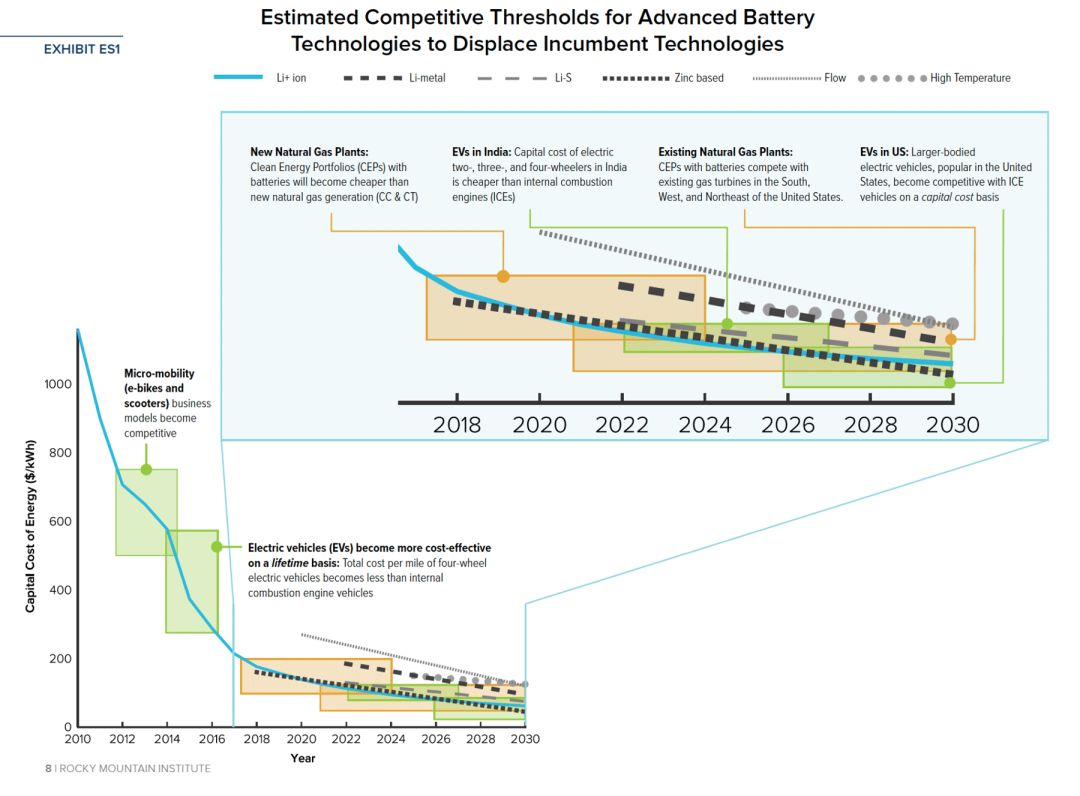 Estimated Competitive Thresholds for Advanced Battery
Technologies to Displace Incumbent Technologies
EXHIBIT ES1
Li+ ion
Li-metal
Li-S
Zinc based
Flow
High Temperature
New Natural Gas Plants:
Clean Energy Portfolios (CEPs) with
batteries will become cheaper than
new natural gas generation (CC & CT)
EVs in India: Capital cost of electric
two-, three-, and four-wheelers in India
is cheaper than internal combustion
engines (ICEs)
Existing Natural Gas Plants:
CEPs with batteries compete with
existing gas turbines in the South,
West, and Northeast of the United States.
EVs in US: Larger-bodied
electric vehicles, popular in the United
States, become competitive with ICE
vehicles on a capital cost basis
2018 2020 2022 2024 2026 2028 2030
Micro-mobility
(e-bikes and
scooters) business
models become
competitive
Electric vehicles (EVs) become more cost-effective
on a lifetime basis: Total cost per mile of four-wheel
electric vehicles becomes less than internal
combustion engine vehicles
Capital Cost of Energy ($/kWh)
1000
800
600
400
200
0
2010 2012 2014 2016 2018 2020 2022 2024 2026 2028 2030
Year
8 | ROCKY MOUNTAIN INSTITUTE